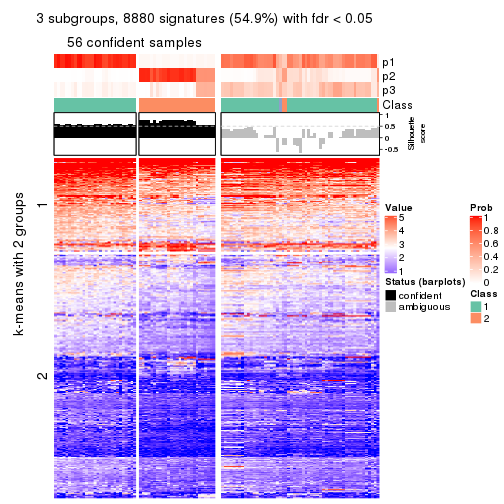 3 subgroups, 8880 signatures (54.9%) with fdr < 0.05
56 confident samples
p1
p2
p3
Class
1
0.5
0
-0.5
Silhouette
score
k-means with 2 groups
1
2
Value
5
4
3
2
1
Status (barplots)
confident
ambiguous
Prob
1
0.8
0.6
0.4
0.2
0
Class
1
2